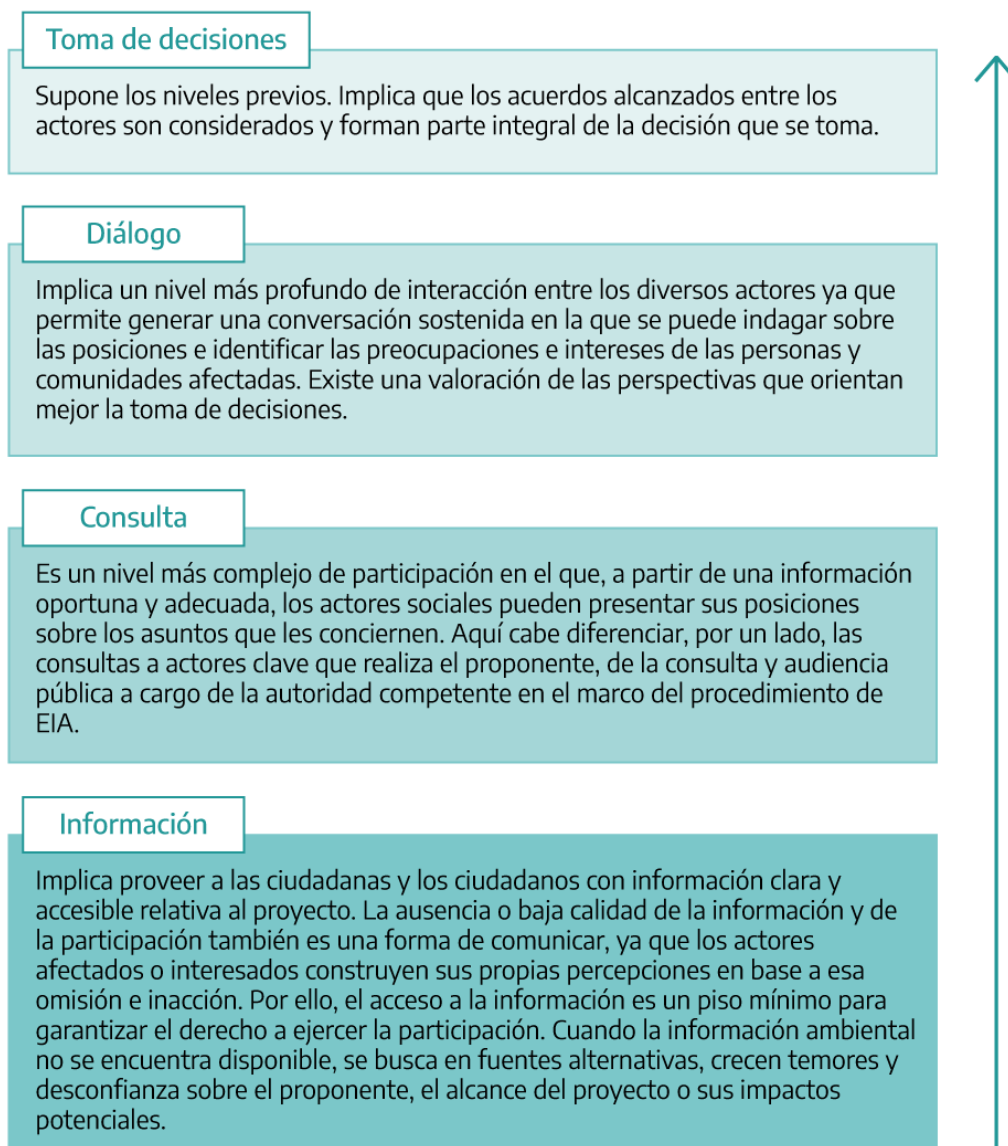 Toma de decisiones
Supone los niveles previos. Implica que los acuerdos alcanzados entre los
actores son considerados y forman parte integral de la decisión que se toma.
Diálogo
Implica un nivel más profundo de interacción entre los diversos actores ya que
permite generar una conversación sostenida en la que se puede indagar sobre
las posiciones e identificar las preocupaciones e intereses de las personas y
comunidades afectadas. Existe una valoración de las perspectivas que orientan
mejor la toma de decisiones.
Consulta
Es un nivel más complejo de participación en el que, a partir de una información
oportuna y adecuada, los actores sociales pueden presentar sus posiciones
sobre los asuntos que les conciernen. Aquí cabe diferenciar, por un lado, las
consultas a actores clave que realiza el proponente, de la consulta y audiencia
pública a cargo de la autoridad competente en el marco del procedimiento de
EIA.
Información
Implica proveer a las ciudadanas y los ciudadanos con información clara y
accesible relativa al proyecto. La ausencia o baja calidad de la información y de
la participación también es una forma de comunicar, ya que los actores
afectados o interesados construyen sus propias percepciones en base a esa
omisión e inacción. Por ello, el acceso a la información es un piso mínimo para
garantizar el derecho a ejercer la participación. Cuando la información ambiental
no se encuentra disponible, se busca en fuentes alternativas, crecen temores y
desconfianza sobre el proponente, el alcance del proyecto o sus impactos
potenciales.